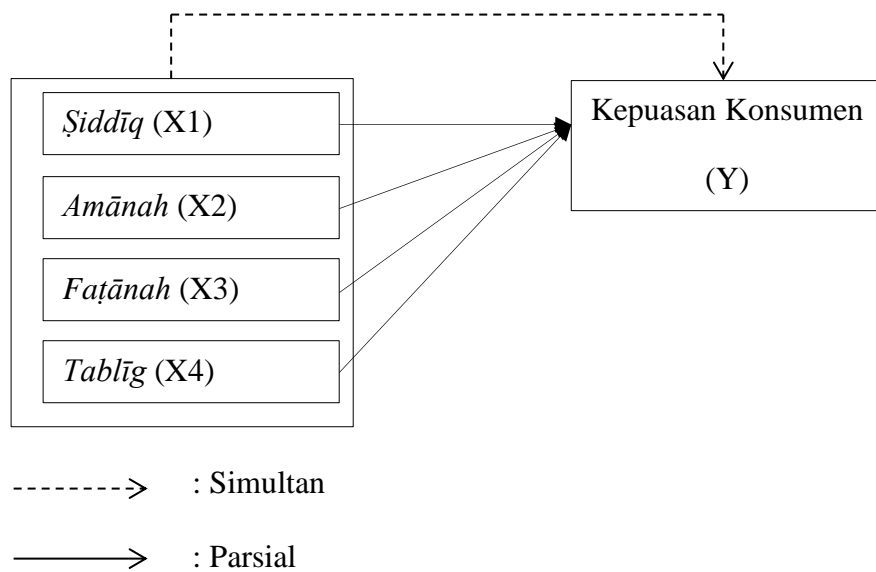 Ṣiddīq (X1)
Amānah (X2)
Faṭānah (X3)
Tablīg (X4)
Kepuasan Konsumen
(Y)
: Simultan
: Parsial